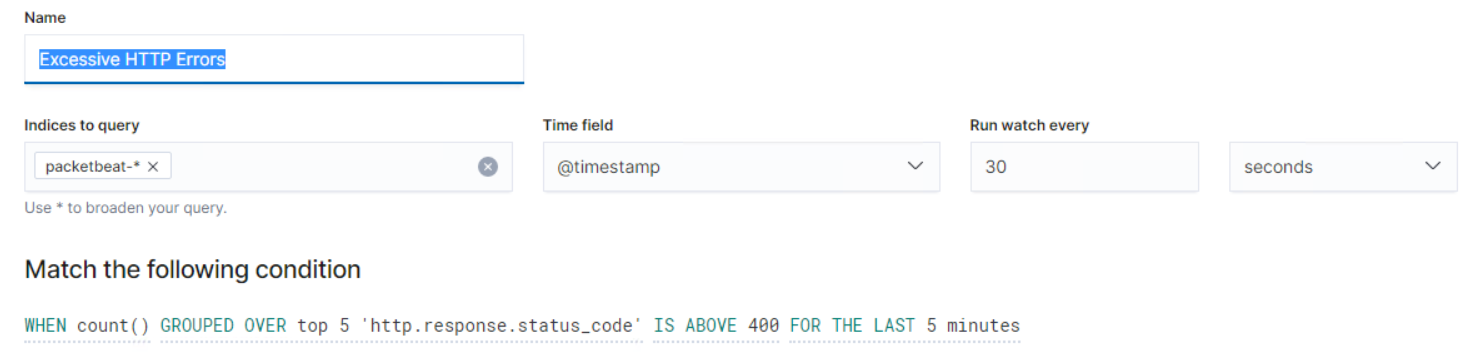 Name
Excessive HTTP Errors
Indices to query
Time field
Run watch every
packetbeat-* ×
@timestamp
30
seconds
Use * to broaden your query.
Match the following condition
WHEN count() GROUPED OVER top 5 'http.response.status_code' IS ABOVE 400 FOR THE LAST 5 minutes